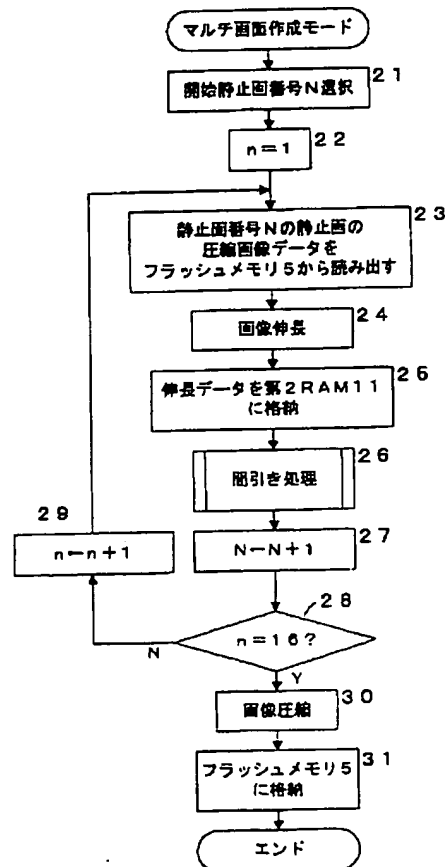 マルチ画面作成モード
開始静止画番号N選択
21
n=1
22
静止画番号Nの静止画の
圧縮画像データを
フラッシュメモリ5から読み出す
23
画像伸長
24
伸長データを第2RAM11
に格納
25
間引き処理
26
N←N+1
27
n=16?
28
N
n←n+1
29
Y
画像圧縮
30
フラッシュメモリ5
に格納
31
エンド